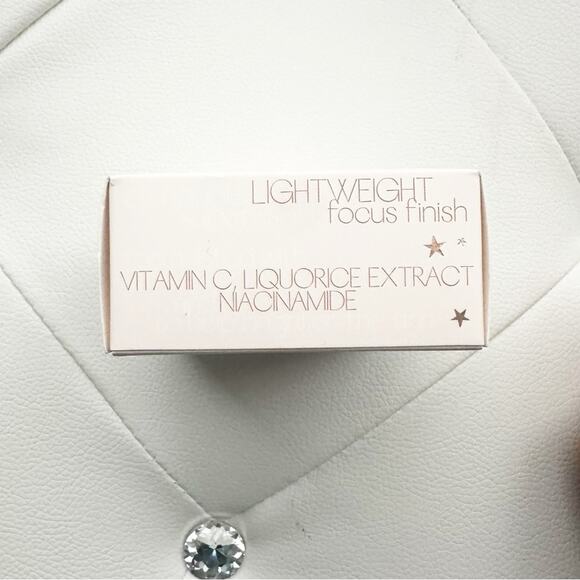 LIGHTWEIGHT
focus finish
VITAMIN C, LIQUORICE EXTRACT
NIACINAMIDE